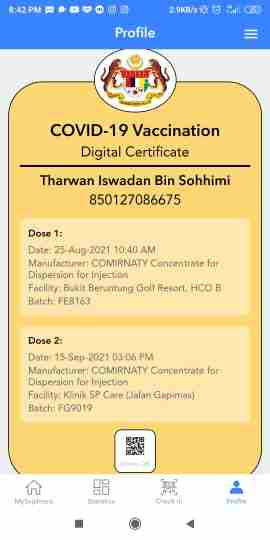 8:42 PM
2.9KB/s
Profile
COVID-19 Vaccination
Digital Certificate
Tharwan Iswadan Bin Sohhimi
850127086675
Dose 1:
Date: 25-Aug-2021 10:40 AM
Manufacturer: COMIRNATY Concentrate for
Dispersion for Injection
Facility: Bukit Beruntung Golf Resort, HCO B
Batch: FE8163
Dose 2:
Date: 15-Sep-2021 03:06 PM
Manufacturer: COMIRNATY Concentrate for
Dispersion for Injection
Facility: Klinik SP Care (Jalan Gapimas)
Batch: FG9019
MySejahtera
Statistics
Check in
Profile